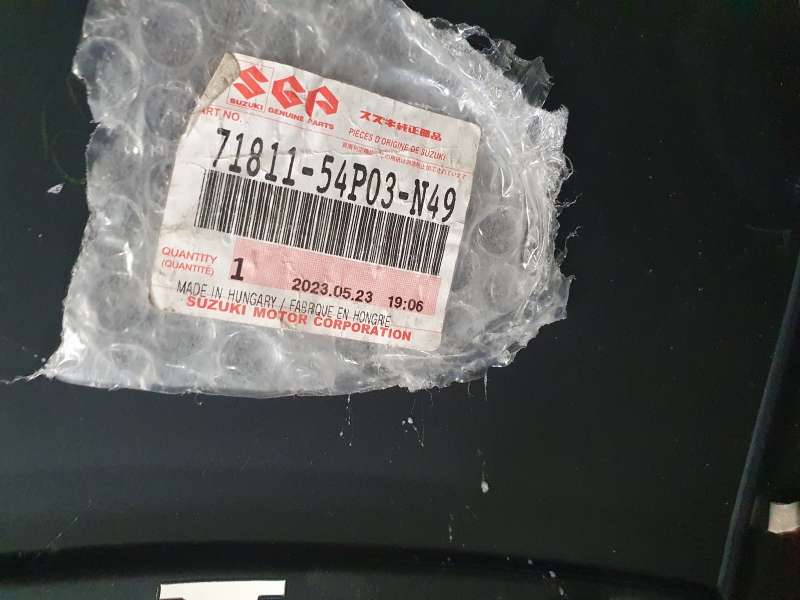 SGP
SUZUKI GENUINE PARTS
スズキ純正部品
PIÈCES D'ORIGINE DE SUZUKI
ART NO.
71811-54P03-N49
QUANTITY
(QUANTITÉ)
1
2023.05.23 19:06
MADE IN HUNGARY / FABRIQUE EN HONGRIE
SUZUKI MOTOR CORPORATION